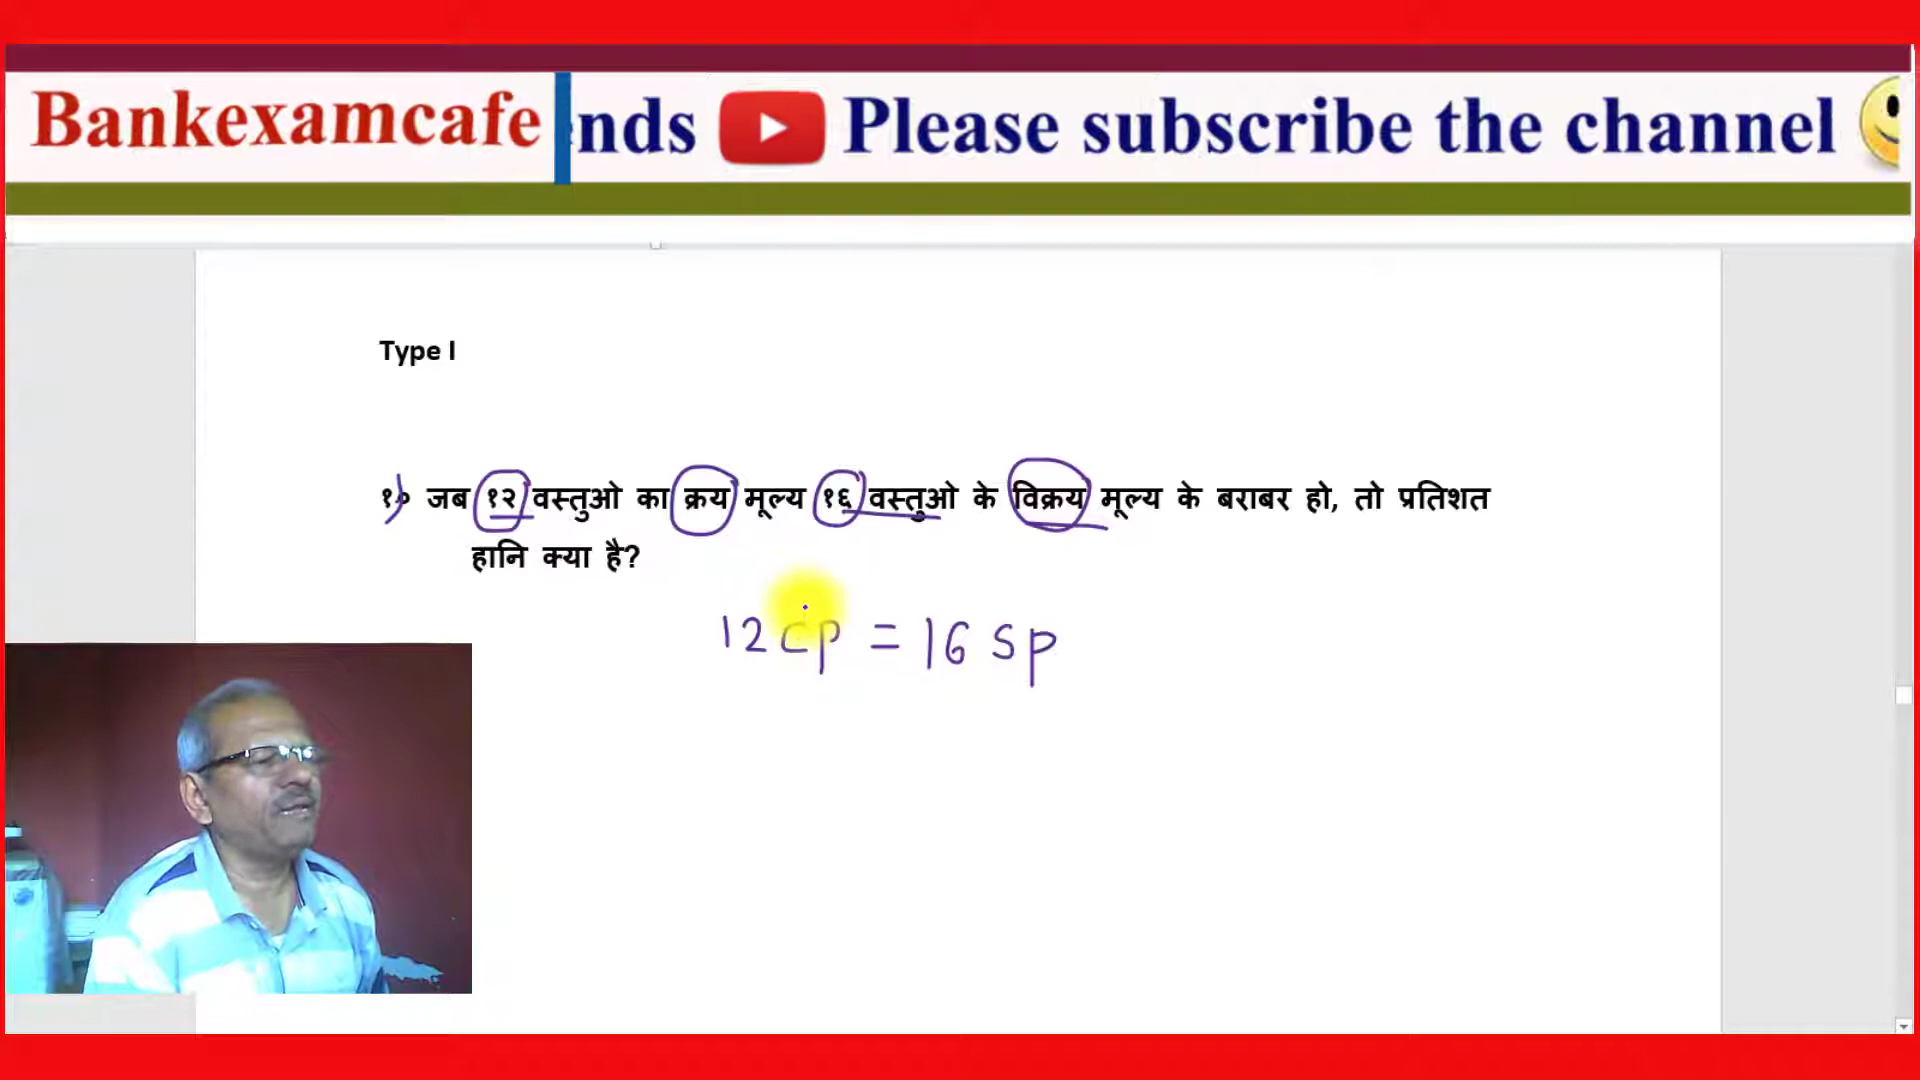 Bankexamcafe nds Please subscribe the channel
Type I
१) जब १२ वस्तुओ का क्रय मूल्य १६ वस्तुओ के विक्रय मूल्य के बराबर हो, तो प्रतिशत
हानि क्या है?
12 CP = 16 SP